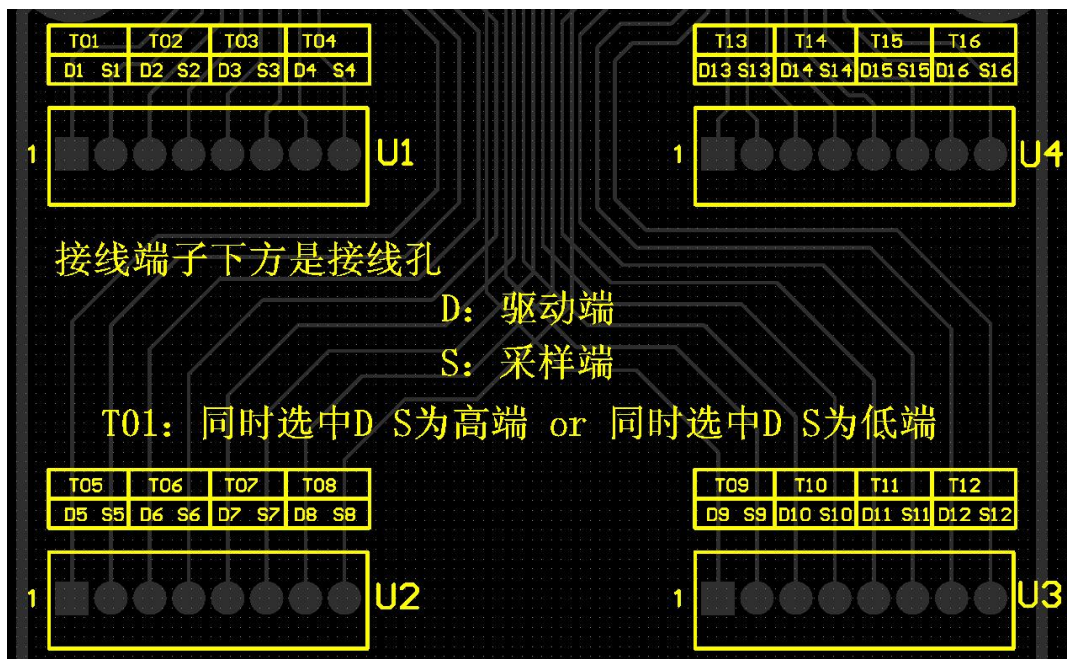 T01 T02 T03 T04
D1 S1 D2 S2 D3 S3 D4 S4
1 U1
T13 T14 T15 T16
D13 S13 D14 S14 D15 S15 D16 S16
1 U4
接线端子下方是接线孔
D: 驱动端
S: 采样端
T01: 同时选中D S为高端 or 同时选中D S为低端
T05 T06 T07 T08
D5 S5 D6 S6 D7 S7 D8 S8
1 U2
T09 T10 T11 T12
D9 S9 D10 S10 D11 S11 D12 S12
1 U3